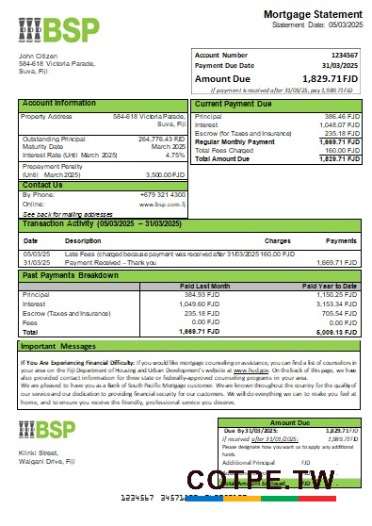 BSP
Mortgage Statement
Statement Date: 05/03/2025
John Citizen
584-618 Victoria Parade,
Suva, Fiji
Account Number 1234567
Payment Due Date 31/03/2025
Amount Due 1,829.71 FJD
If payment is received after 31/03/25, pay
Account Information
Property Address 584-618 Victoria Parade,
Suva, Fiji
Outstanding Principal 264,776.43 FJD
Maturity Date March 2025
Interest Rate (Until March 2025) 4.75%
Prepayment Penalty
(Until March 2025) 3,500.00FJD
Contact Us
By Phone: +679 321 4300
Online: www.bsp.com.fj
See back for mailing addresses
Current Payment Due
Principal 386.46 FJD
Interest 1,048.07 FJD
Escrow (for Taxes and Insurance) 235.18 FJD
Regular Monthly Payment 1,669.71 FJD
Total Fees Charged 160.00 FJD
Total Amount Due 1,829.71 FJD
Transaction Activity (05/03/2025 – 31/03/2025)
Date Description Charges Payments
05/03/25 Late Fees (charged because payment was received after 31/03/2025 160.00 FJD
31/03/25 Payment Received – Thank you 1,669.71 FJD
Past Payments Breakdown
Paid Last Month Paid Year to Date
Principal 384.93 FJD 1,150.25 FJD
Interest 1,049.60 FJD 3,153.34 FJD
Escrow (Taxes and Insurance) 235.18 FJD 705.54 FJD
Fees 0.00 FJD 0.00 FJD
Total 1,669.71 FJD 5,009.13 FJD
Important Messages
If You Are Experiencing Financial Difficulty: If you would like mortgage counseling or assistance, you can find a list of counselors in
your area on the Fiji Department of Housing and Urban Development's website at www.hud.gov. On the back of this page, we have
also provided contact information for three state or federally-approved counseling programs in your area.
We are pleased to have you as a Bank of South Pacific Mortgage customer. We are known throughout the country for the quality of
our service and our dedication to providing financial security for our customers. We will do everything we can to make you feel at
home, and to ensure you receive the friendly, professional service you deserve.
BSP
Klinki Street,
Waigani Drive, Fiji
Amount Due
Due By 31/03/2025: 1,829.71 FJD
If received after 31/03/25:
Please designate how you want us to apply any additional
funds.
Additional Principal FJD
FJD
COTPE.TW
1234567